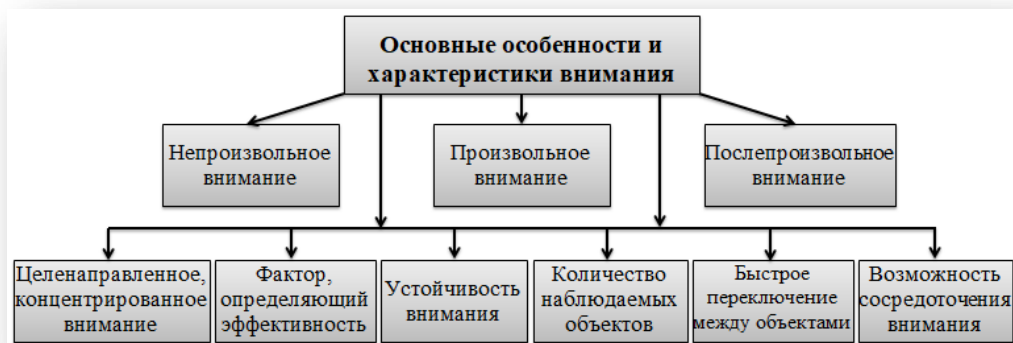 Основные особенности и
характеристики внимания
Непроизвольное
внимание
Произвольное
внимание
Послепроизвольное
внимание
Целенаправленное,
концентрированное
внимание
Фактор,
определяющий
эффективность
Устойчивость
внимания
Количество
наблюдаемых
объектов
Быстрое
переключение
между объектами
Возможность
сосредоточения
внимания